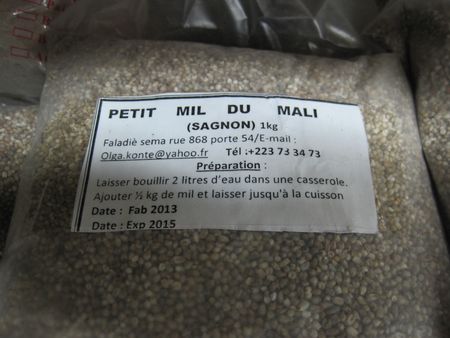 PETIT MIL DU MALI
(SAGNON) 1kg
Faladiè sema rue 868 porte 54/E-mail :
Olga.konte@yahoo.fr Tél :+223 73 34 73
Préparation :
Laisser bouillir 2 litres d'eau dans une casserole.
Ajouter ½ kg de mil et laisser jusqu'à la cuisson
Date : Fab 2013
Date : Exp 2015